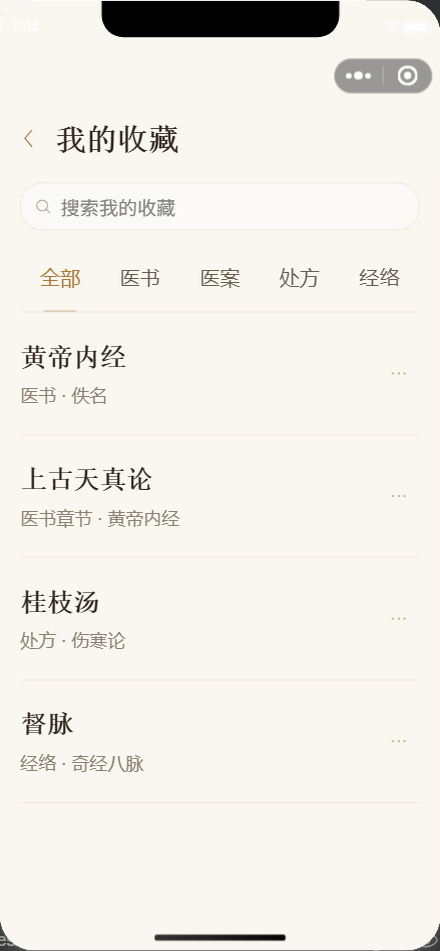 7:04
我的收藏
搜索我的收藏
全部 医书 医案 处方 经络
黄帝内经
...
医书 · 佚名
上古天真论
...
医书章节 · 黄帝内经
桂枝汤
...
处方 · 伤寒论
督脉
...
经络 · 奇经八脉